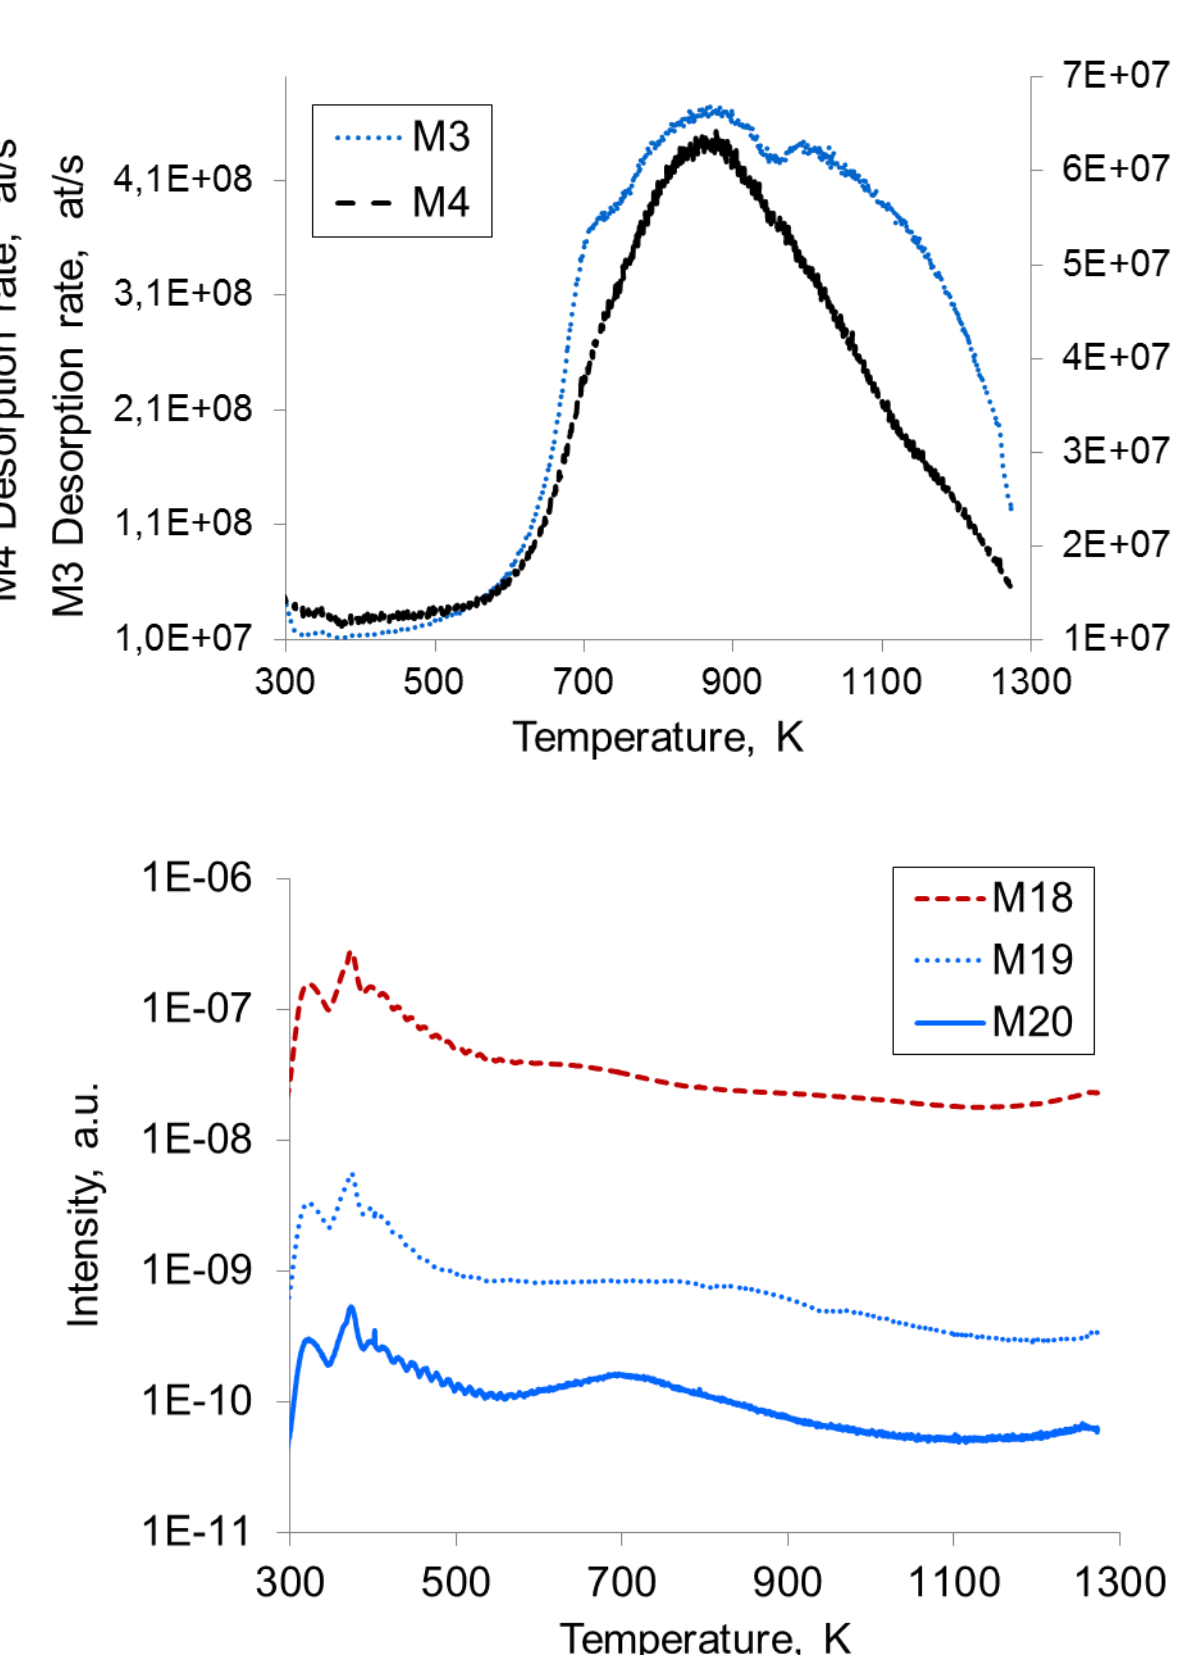 M4 Desorption rate, at/s
M3 Desorption rate, at/s
7E+07
6E+07
5E+07
4E+07
3E+07
2E+07
1E+07
4,1E+08
3,1E+08
2,1E+08
1,1E+08
1,0E+07
M3
M4
300 500 700 900 1100 1300
Temperature, K
1E-06
1E-07
1E-08
1E-09
1E-10
1E-11
Intensity, a.u.
M18
M19
M20
300 500 700 900 1100 1300
Temperature, K